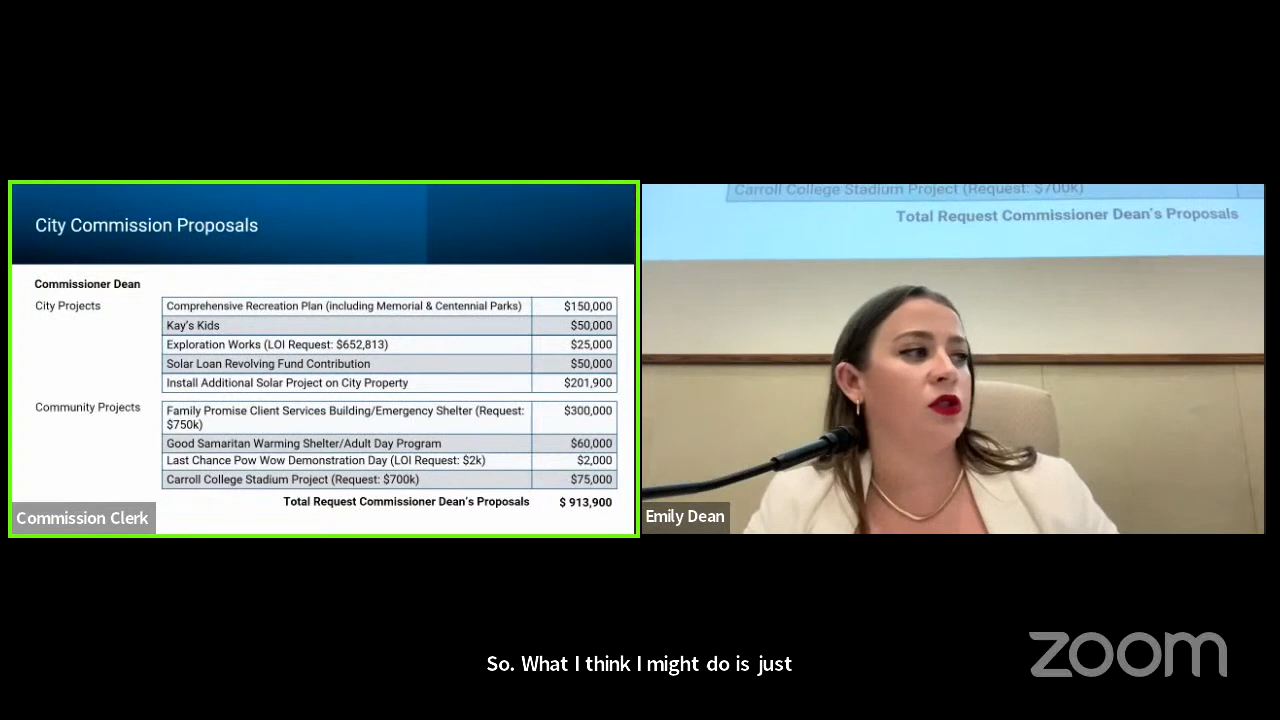 City Commission Proposals
Commissioner Dean
City Projects
Comprehensive Recreation Plan (including Memorial & Centennial Parks) $150,000
Kay's Kids $50,000
Exploration Works (LOI Request: $652,813) $25,000
Solar Loan Revolving Fund Contribution $50,000
Install Additional Solar Project on City Property $201,900
Community Projects
Family Promise Client Services Building/Emergency Shelter (Request: $300,000
$750k)
Good Samaritan Warming Shelter/Adult Day Program $60,000
Last Chance Pow Wow Demonstration Day (LOI Request: $2k) $2,000
Carroll College Stadium Project (Request: $700k) $75,000
Total Request Commissioner Dean's Proposals $ 913,900
Commission Clerk
Carroll College Stadium Project (Request: $700k)
Total Request Commissioner Dean's Proposals
Emily Dean
So. What I think I might do is just
zoom